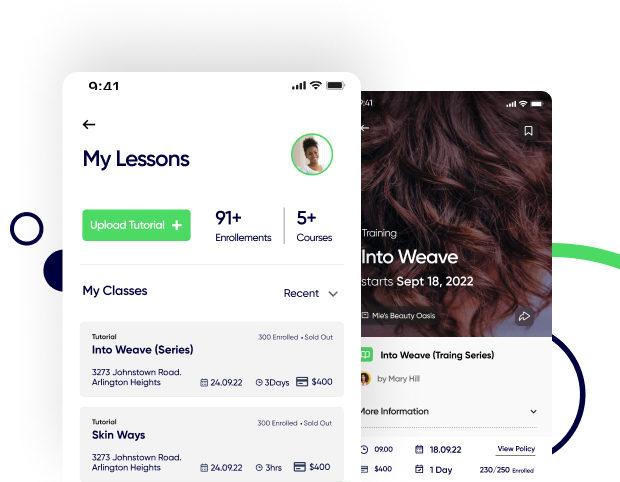 9:41
My Lessons
Upload Tutorial
91+
Enrollements
5+
Courses
My Classes
Recent
Tutorial
300 Enrolled • Sold Out
Into Weave (Series)
3273 Johnstown Road.
Arlington Heights
24.09.22
3Days
$400
Tutorial
300 Enrolled • Sold Out
Skin Ways
3273 Johnstown Road.
Arlington Heights
24.09.22
3hrs
$400
9:41
Training
Into Weave
starts Sept 18, 2022
Mie's Beauty Oasis
Into Weave (Traing Series)
by Mary Hill
More Information
09.00
18.09.22
View Policy
$400
1 Day
230/250 Enrolled